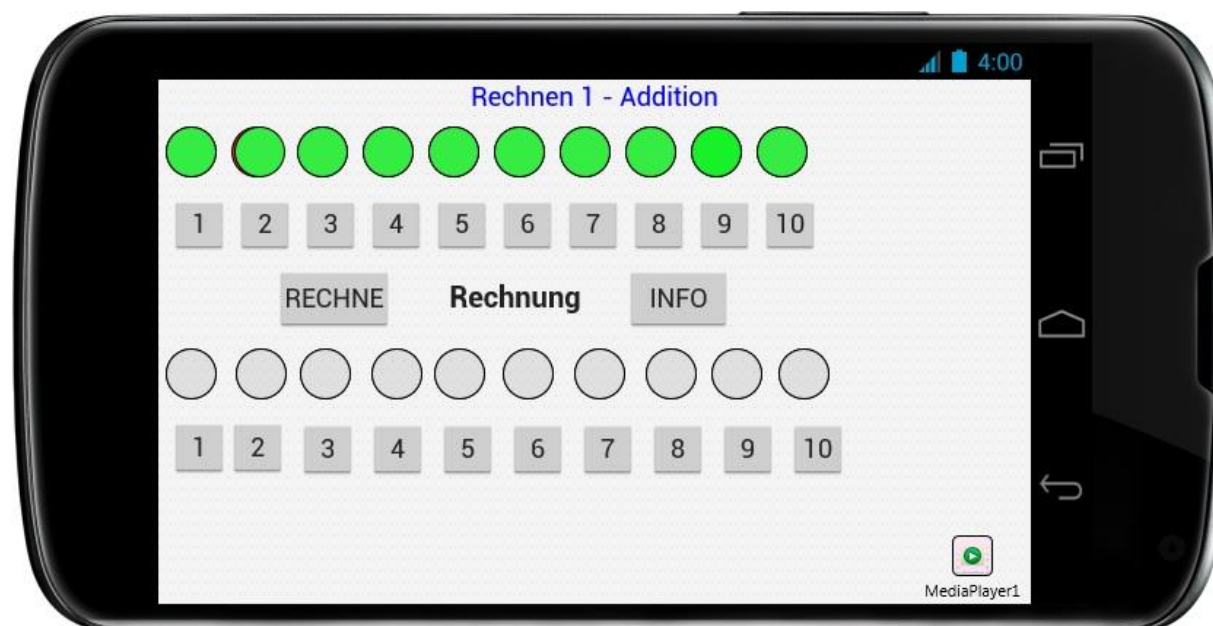 4:00
Rechnen 1 - Addition
1 2 3 4 5 6 7 8 9 10
RECHNE Rechnung INFO
1 2 3 4 5 6 7 8 9 10
MediaPlayer1